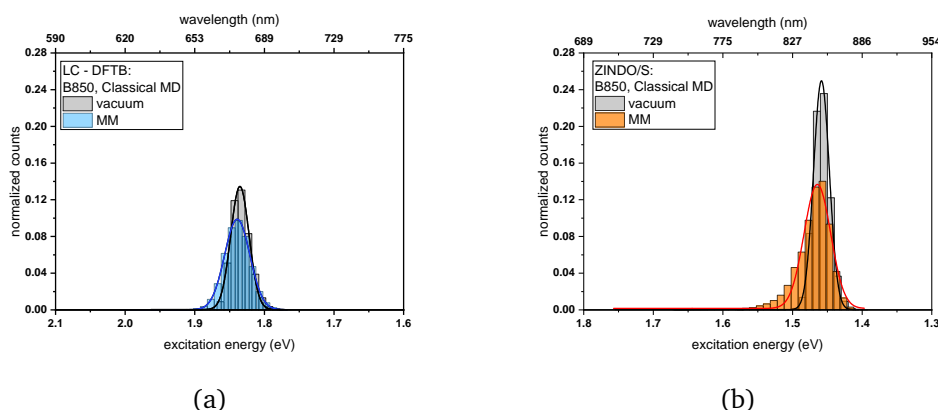 wavelength (nm)
590 620 653 689 729 775
0.28
0.24
0.20
0.16
0.12
0.08
0.04
0.00
normalized counts
LC - DFTB:
B850, Classical MD
vacuum
MM
2.1 2.0 1.9 1.8 1.7 1.6
excitation energy (eV)
(a)
wavelength (nm)
689 729 775 827 886 954
0.28
0.24
0.20
0.16
0.12
0.08
0.04
0.00
normalized counts
ZINDO/S:
B850, Classical MD
vacuum
MM
1.8 1.7 1.6 1.5 1.4 1.3
excitation energy (eV)
(b)